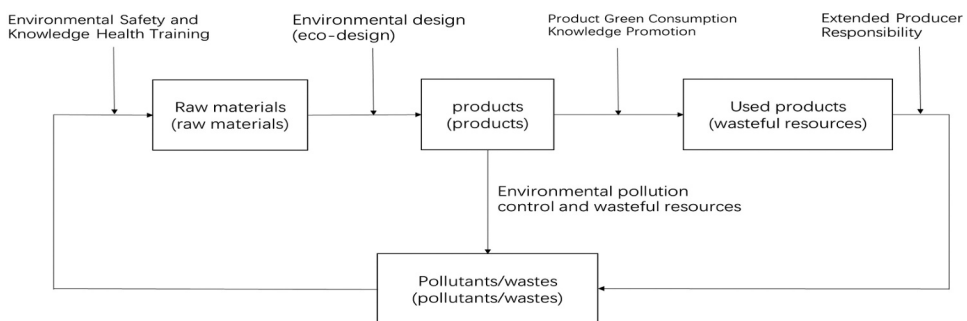 Environmental Safety and
Knowledge Health Training
Environmental design
(eco-design)
Product Green Consumption
Knowledge Promotion
Extended Producer
Responsibility
Raw materials
(raw materials)
products
(products)
Used products
(wasteful resources)
Environmental pollution
control and wasteful resources
Pollutants/wastes
(pollutants/wastes)